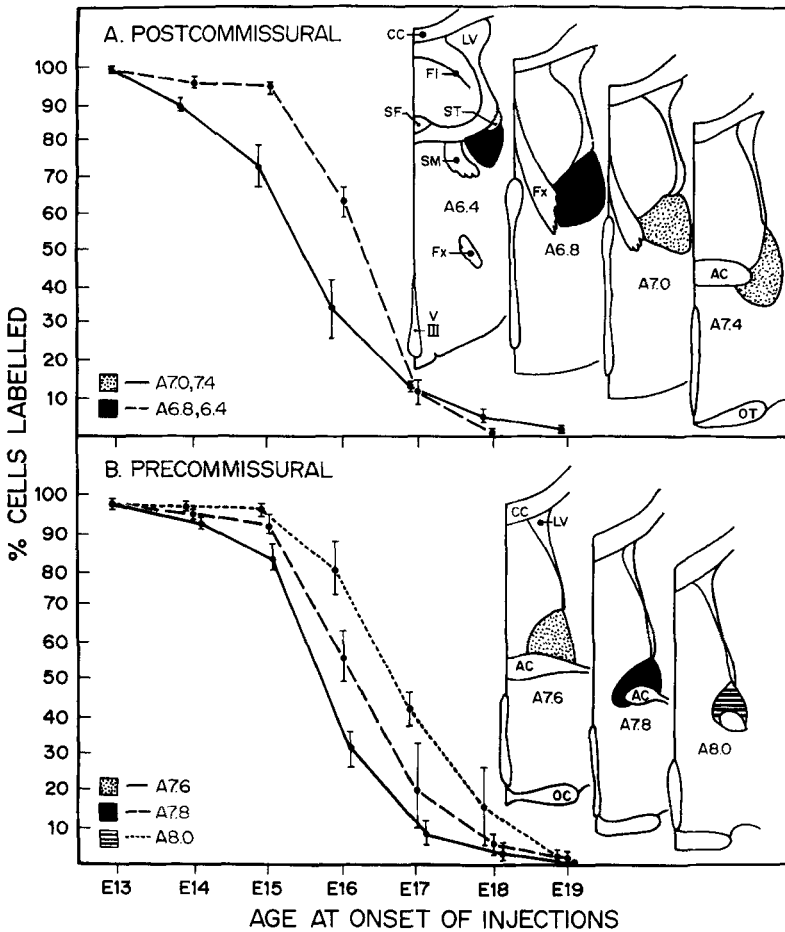 A. POSTCOMMISSURAL
100
90
80
70
60
50
40
30
20
10
A7.0, 7.4
A6.8, 6.4
CC
LV
FI
SF
ST
SM
A6.4
Fx
V
III
Fx
A6.8
A7.0
AC
A7.4
OT
% CELLS LABELLED
B. PRECOMMISSURAL
100
90
80
70
60
50
40
30
20
10
A7.6
A7.8
A8.0
CC
LV
AC
A7.6
OC
AC
A7.8
A8.0
E13 E14 E15 E16 E17 E18 E19
AGE AT ONSET OF INJECTIONS